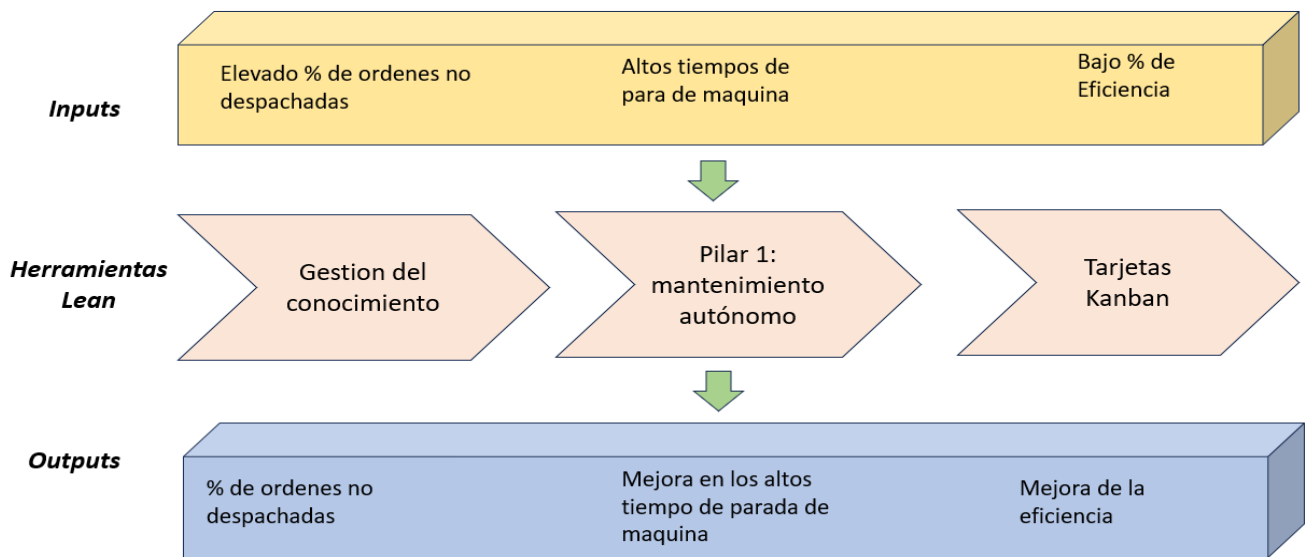 Inputs
Elevado % de ordenes no
despachadas
Altos tiempos de
para de maquina
Bajo % de
Eficiencia
Herramientas
Lean
Gestion del
conocimiento
Pilar 1:
mantenimiento
autónomo
Tarjetas
Kanban
Outputs
% de ordenes no
despachadas
Mejora en los altos
tiempo de parada de
maquina
Mejora de la
eficiencia